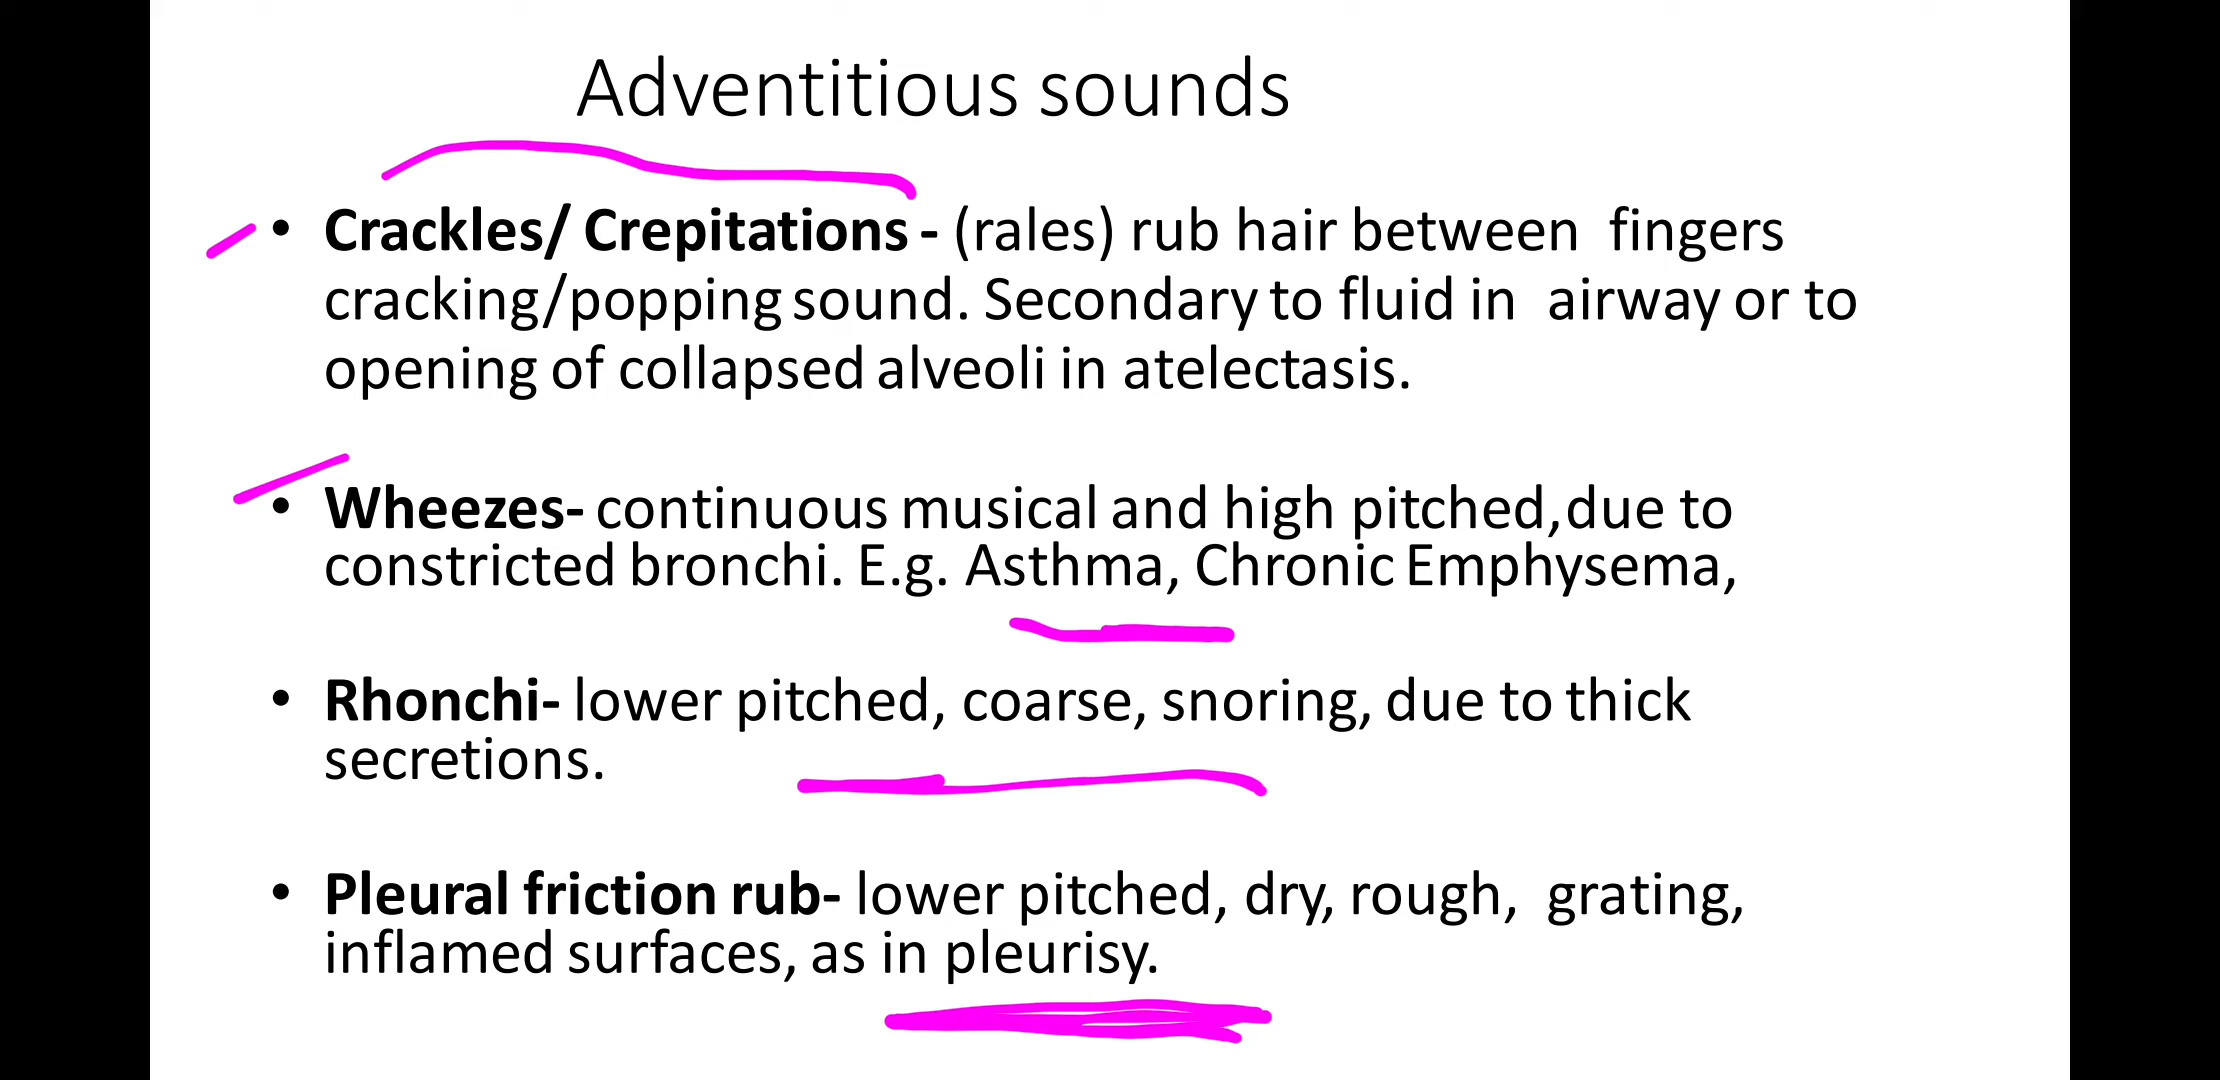 Adventitious sounds
• Crackles/ Crepitations - (rales) rub hair between fingers
cracking/popping sound. Secondary to fluid in airway or to
opening of collapsed alveoli in atelectasis.
• Wheezes- continuous musical and high pitched,due to
constricted bronchi. E.g. Asthma, Chronic Emphysema,
• Rhonchi- lower pitched, coarse, snoring, due to thick
secretions.
• Pleural friction rub- lower pitched, dry, rough, grating,
inflamed surfaces, as in pleurisy.